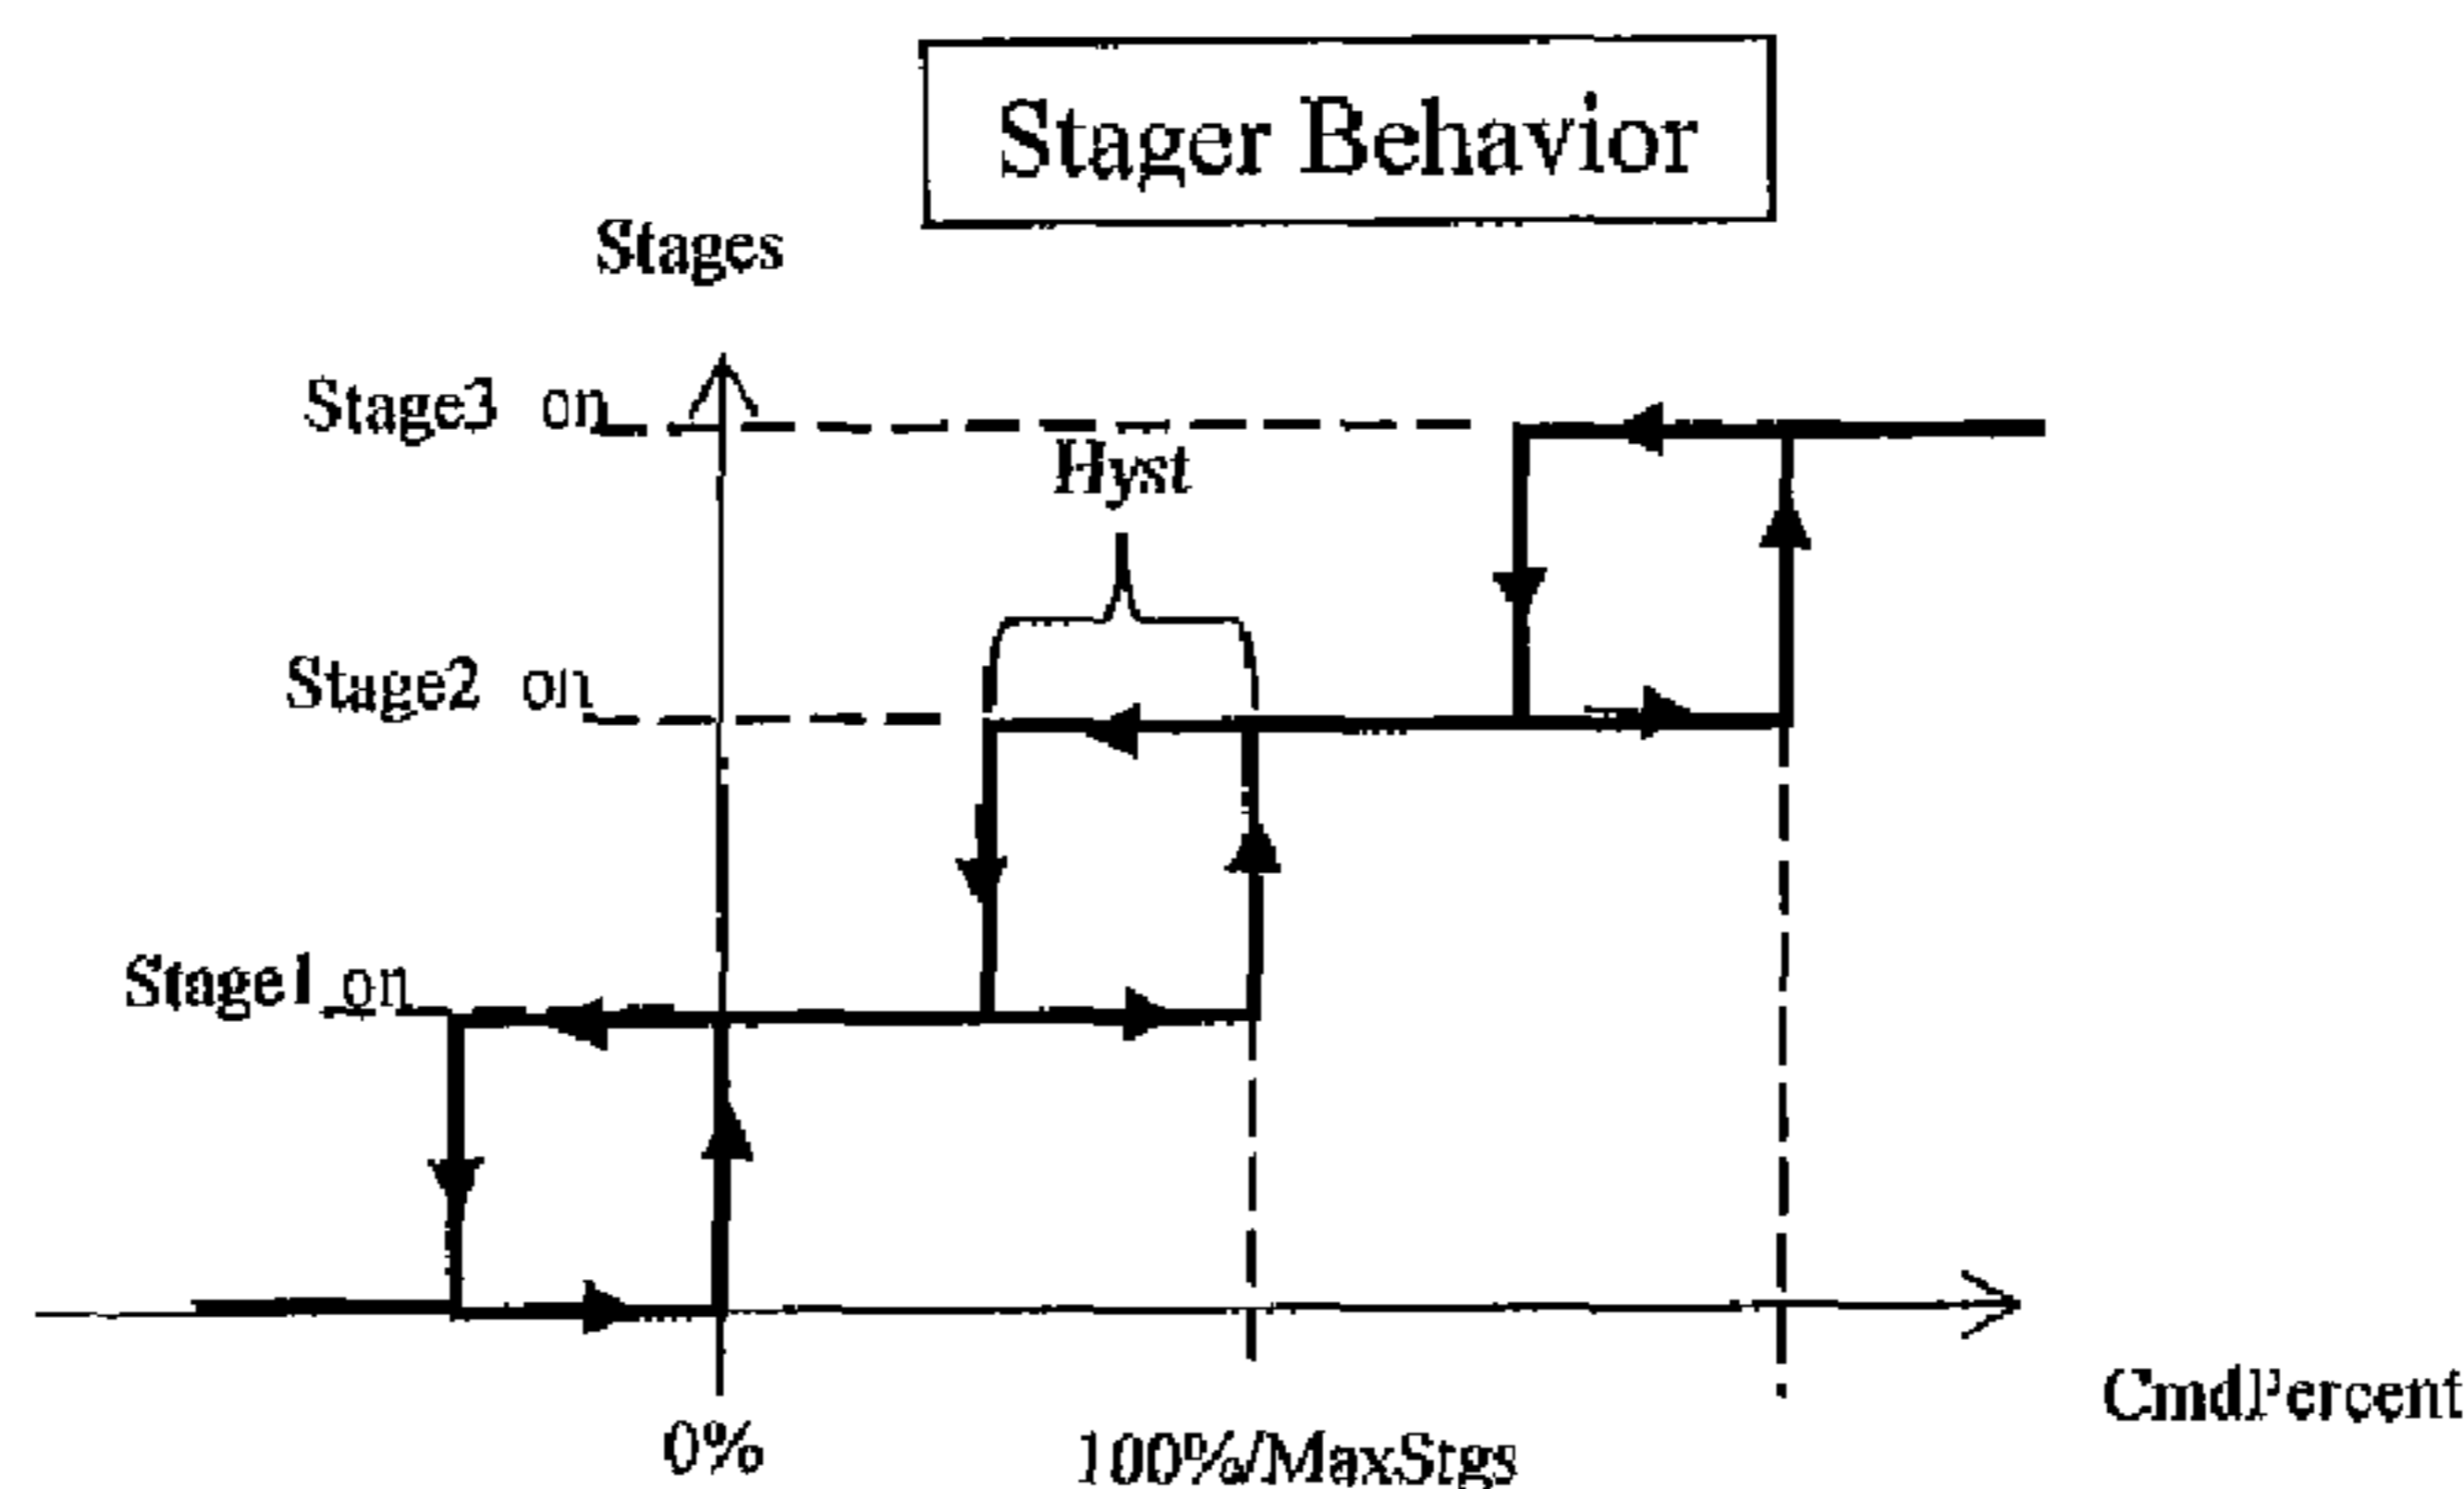 Stager Behavior
Stages
Stage3 on
Hyst
Stage2 on
Stage1 on
CmdPercent
0%
100%/MaxStgs